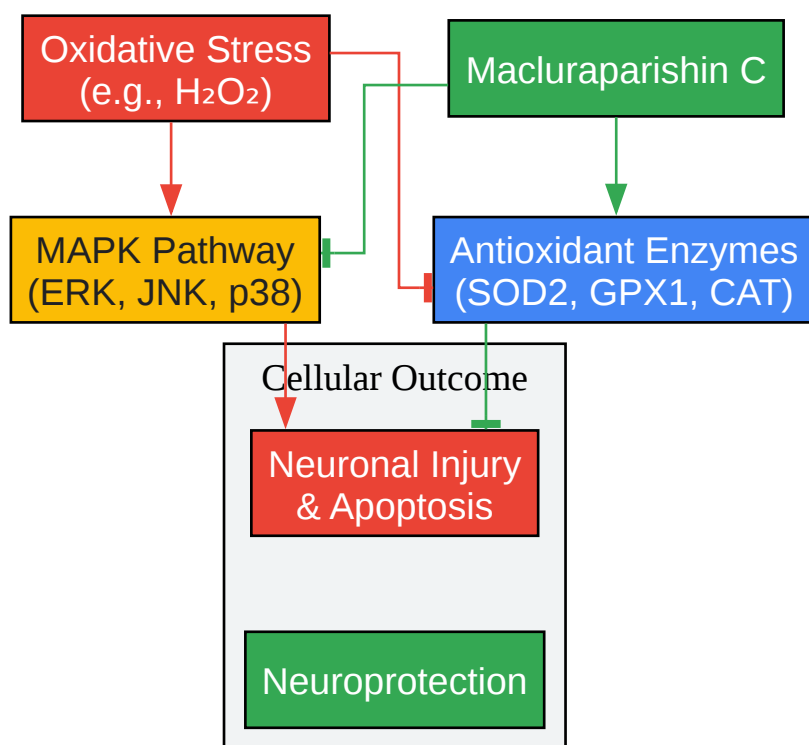 Oxidative Stress
(e.g., H₂O₂)
Macluraparishin C
MAPK Pathway
(ERK, JNK, p38)
Antioxidant Enzymes
(SOD2, GPX1, CAT)
Cellular Outcome
Neuronal Injury
& Apoptosis
Neuroprotection